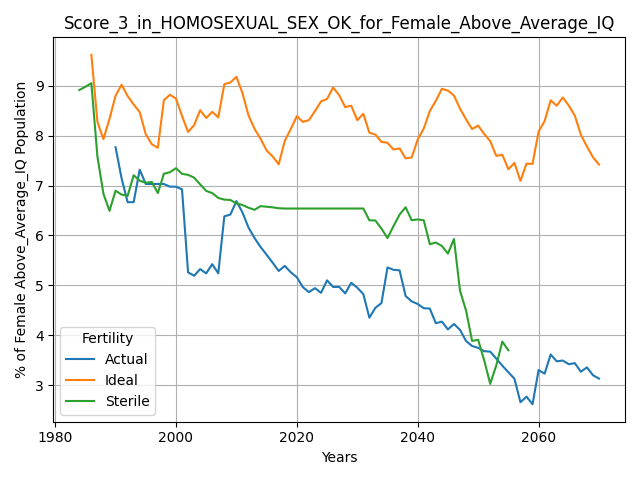 Score_3_in_HOMOSEXUAL_SEX_OK_for_Female_Above_Average_IQ
% of Female Above_Average_IQ Population
9
8
7
6
5
4
3
Fertility
Actual
Ideal
Sterile
1980 2000 2020 2040 2060
Years